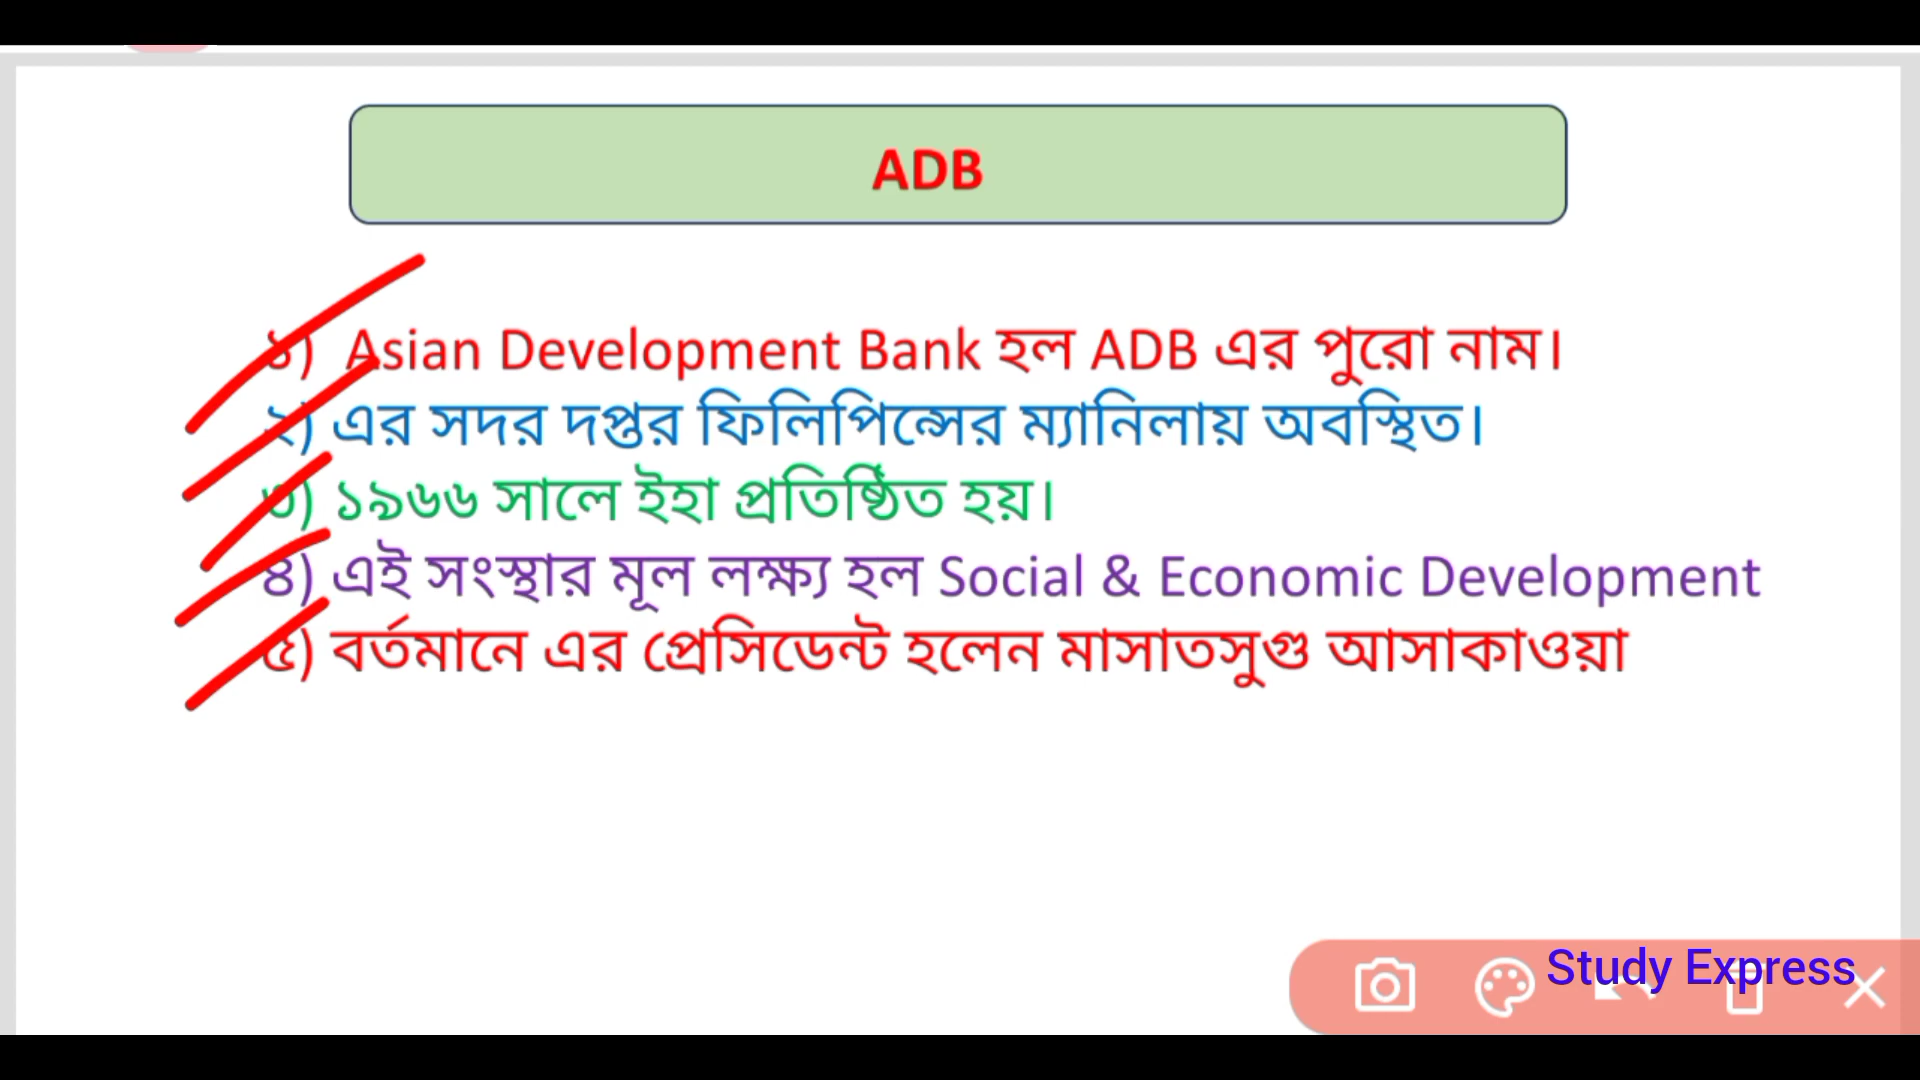 ADB
১) Asian Development Bank হল ADB এর পুরো নাম।
২) এর সদর দপ্তর ফিলিপিন্সের ম্যানিলায় অবস্থিত।
৩) ১৯৬৬ সালে ইহা প্রতিষ্ঠিত হয়।
৪) এই সংস্থার মূল লক্ষ্য হল Social & Economic Development
৫) বর্তমানে এর প্রেসিডেন্ট হলেন মাসাতসুগু আসাকাওয়া
Study Express